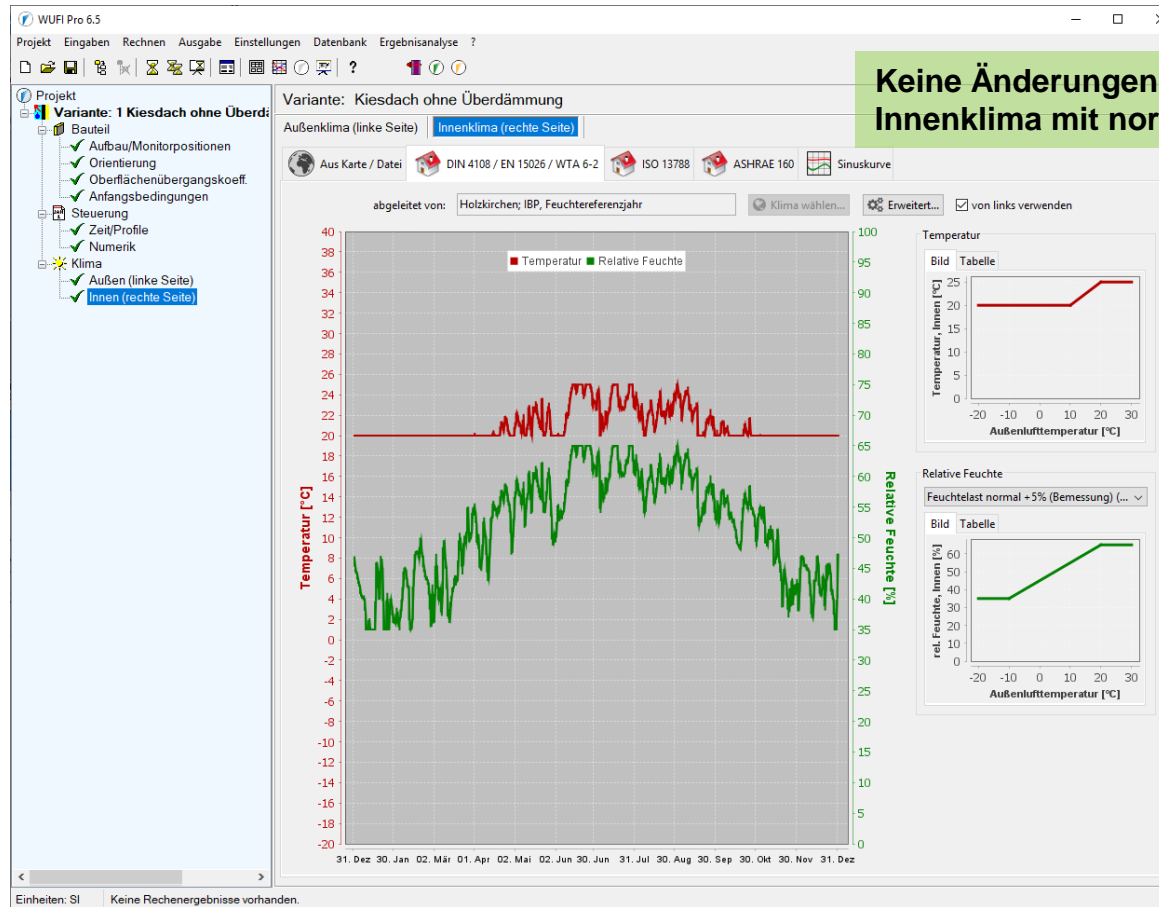 WUFI Pro 6.5
Projekt Eingaben Rechnen Ausgabe Einstellungen Datenbank Ergebnisanalyse ?
Keine Änderungen
Innenklima mit nor
Projekt
Variante: 1 Kiesdach ohne Überdä
Bauteil
Aufbau/Monitorpositionen
Orientierung
Oberflächenübergangskoeff.
Anfangsbedingungen
Steuerung
Zeit/Profile
Numerik
Klima
Außen (linke Seite)
Innen (rechte Seite)
Variante: Kiesdach ohne Überdämmung
Außenklima (linke Seite) Innenklima (rechte Seite)
Aus Karte / Datei DIN 4108 / EN 15026 / WTA 6-2 ISO 13788 ASHRAE 160 Sinuskurve
abgeleitet von: Holzkirchen; IBP, Feuchtereferenzjahr Klima wählen... Erweitert... von links verwenden
Temperatur Relative Feuchte
40
38
36
34
32
30
28
26
24
22
20
18
16
14
12
10
8
6
4
2
0
-2
-4
-6
-8
-10
-12
-14
-16
-18
-20
Temperatur [°C]
100
95
90
85
80
75
70
65
60
55
50
45
40
35
30
25
20
15
10
5
0
Relative Feuchte [%]
31. Dez 30. Jan 02. Mär 01. Apr 02. Mai 02. Jun 30. Jun 31. Jul 30. Aug 30. Sep 30. Okt 30. Nov 31. Dez
Temperatur
Bild Tabelle
Temperatur, Innen [°C]
25
20
15
10
5
0
-20 -10 0 10 20 30
Außenlufttemperatur [°C]
Relative Feuchte
Feuchtelast normal +5% (Bemessung) (...
Bild Tabelle
rel. Feuchte, Innen [%]
60
50
40
30
20
10
0
-20 -10 0 10 20 30
Außenlufttemperatur [°C]
Einheiten: SI Keine Rechenergebnisse vorhanden.